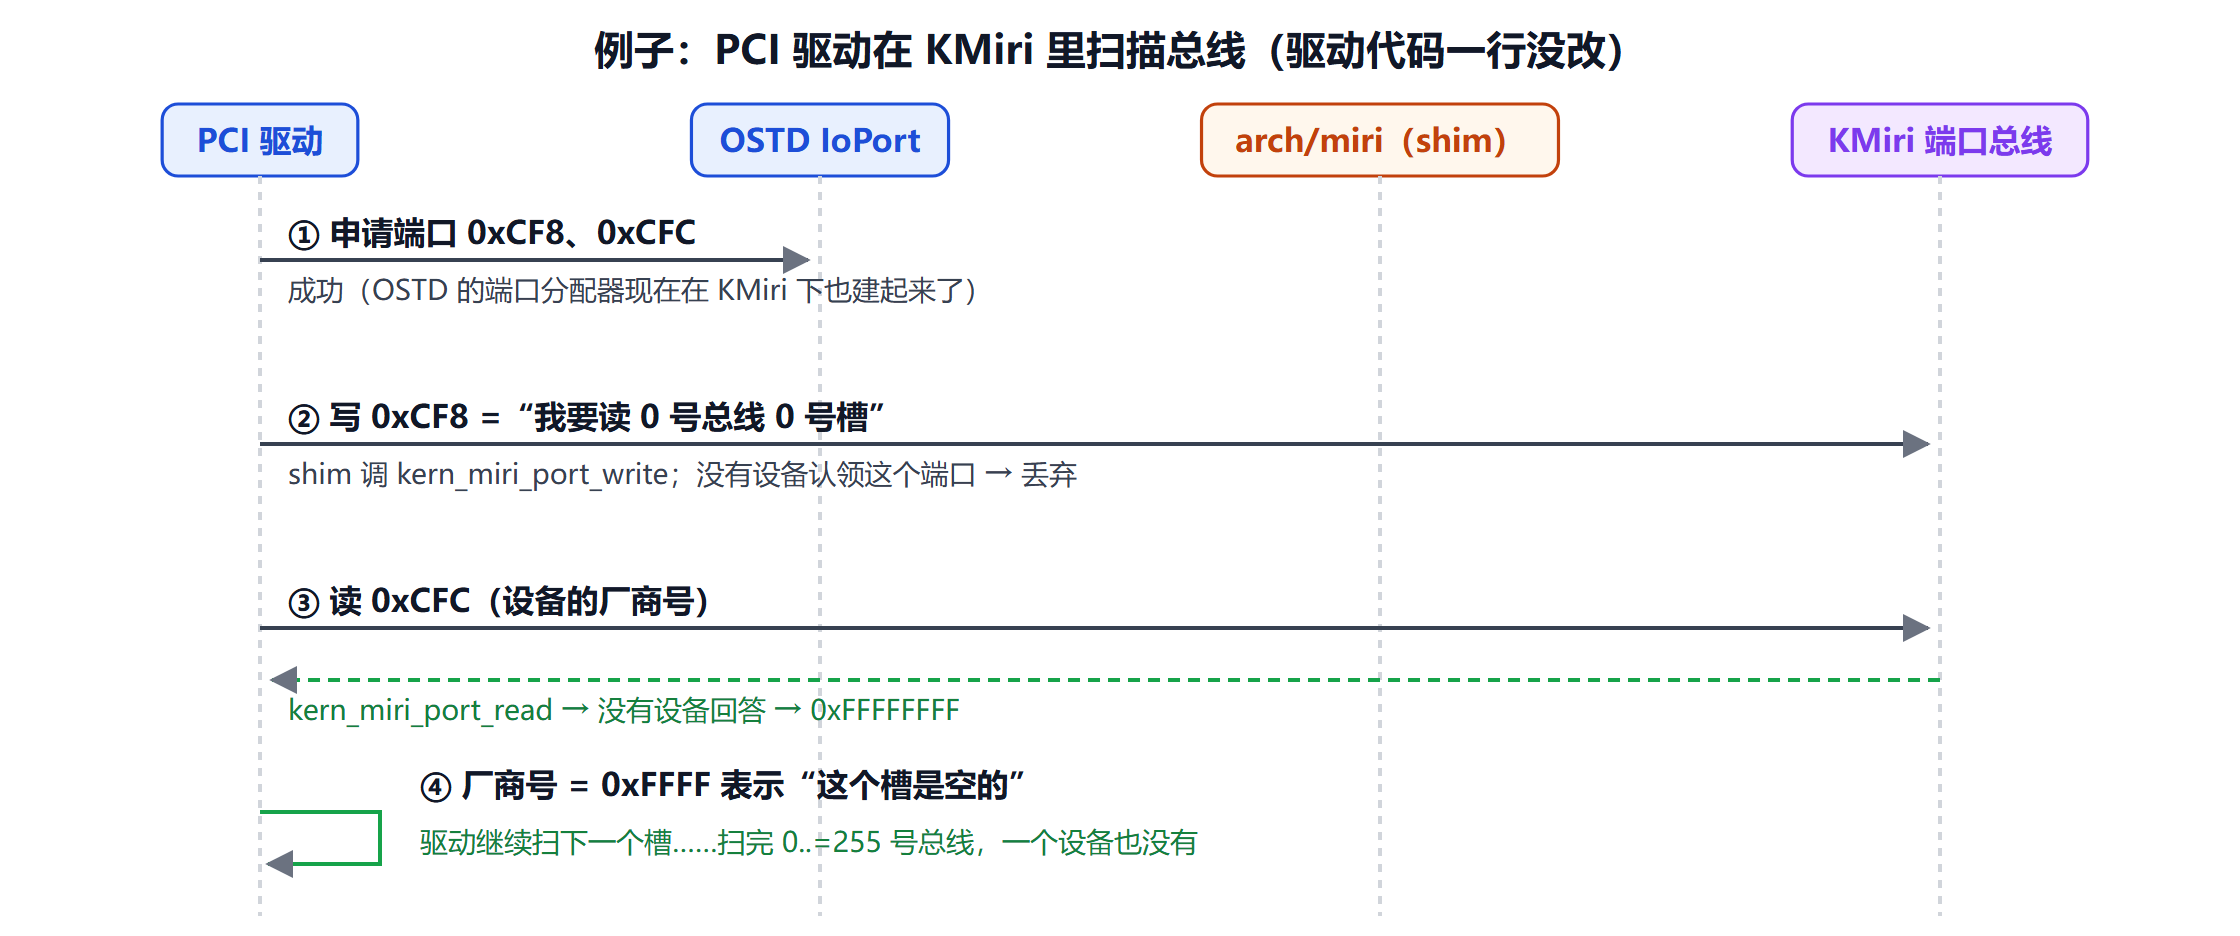 例子：PCI 驱动在 KMiri 里扫描总线（驱动代码一行没改）
PCI 驱动
OSTD IoPort
arch/miri（shim）
KMiri 端口总线
① 申请端口 0xCF8、0xCFC
成功（OSTD 的端口分配器现在在 KMiri 下也建起来了）
② 写 0xCF8 =“我要读 0 号总线 0 号槽”
shim 调 kern_miri_port_write；没有设备认领这个端口 → 丢弃
③ 读 0xCFC（设备的厂商号）
kern_miri_port_read → 没有设备回答 → 0xFFFFFFFF
④ 厂商号 = 0xFFFF 表示“这个槽是空的”
驱动继续扫下一个槽……扫完 0..=255 号总线，一个设备也没有